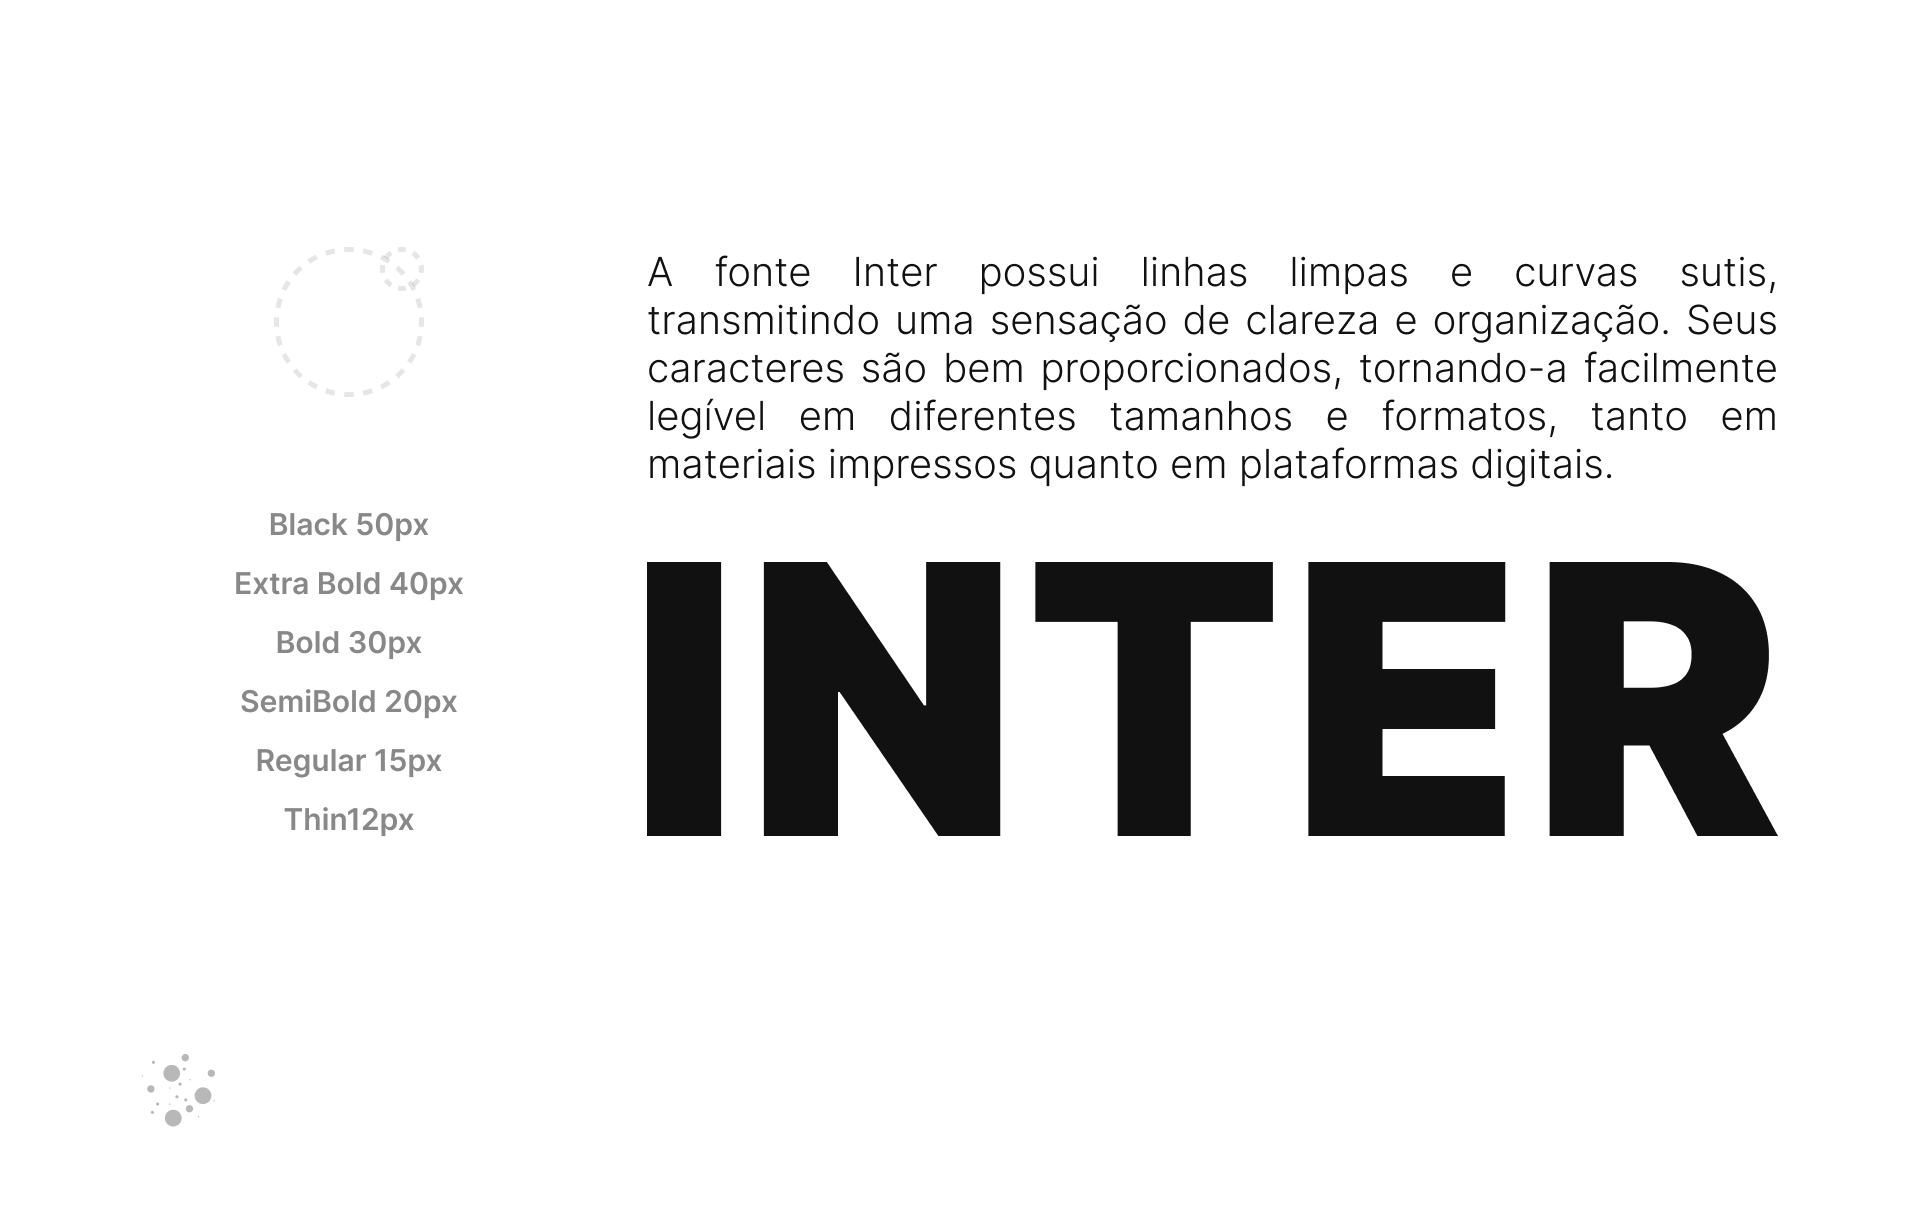 A fonte Inter possui linhas limpas e curvas sutis,
transmitindo uma sensação de clareza e organização. Seus
caracteres são bem proporcionados, tornando-a facilmente
legível em diferentes tamanhos e formatos, tanto em
materiais impressos quanto em plataformas digitais.
Black 50px
Extra Bold 40px
Bold 30px
SemiBold 20px
Regular 15px
Thin12px
INTER